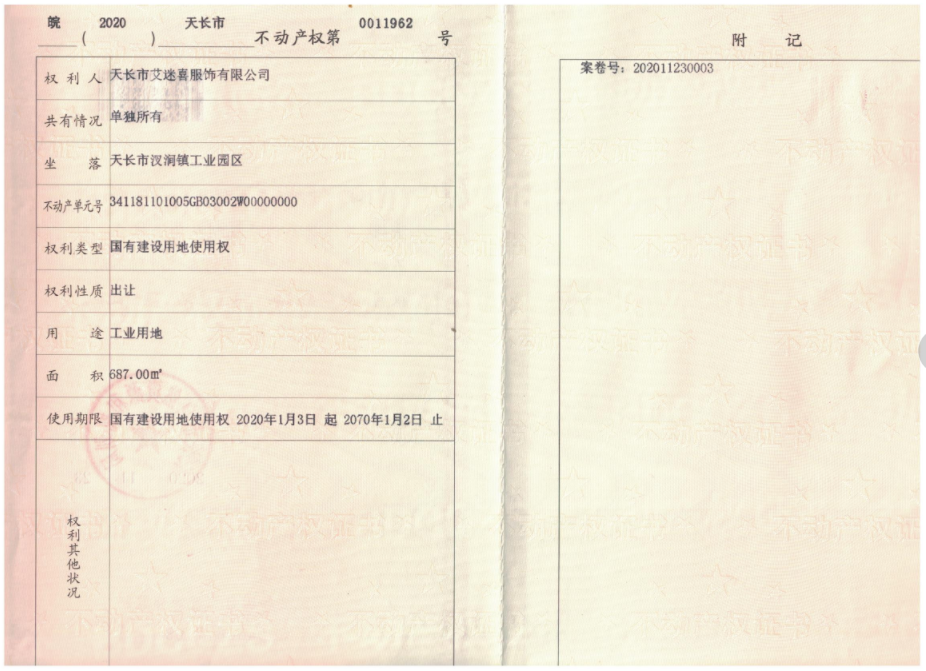 皖 ( 2020 ) 天长市 不动产权第 0011962 号
权利人 天长市艾迷喜服饰有限公司
共有情况 单独所有
坐落 天长市汊涧镇工业园区
不动产单元号 341181101005GB03002W00000000
权利类型 国有建设用地使用权
权利性质 出让
用途 工业用地
面积 687.00㎡
使用期限 国有建设用地使用权 2020年1月3日 起 2070年1月2日 止
权利其他状况
附记
案卷号：202011230003